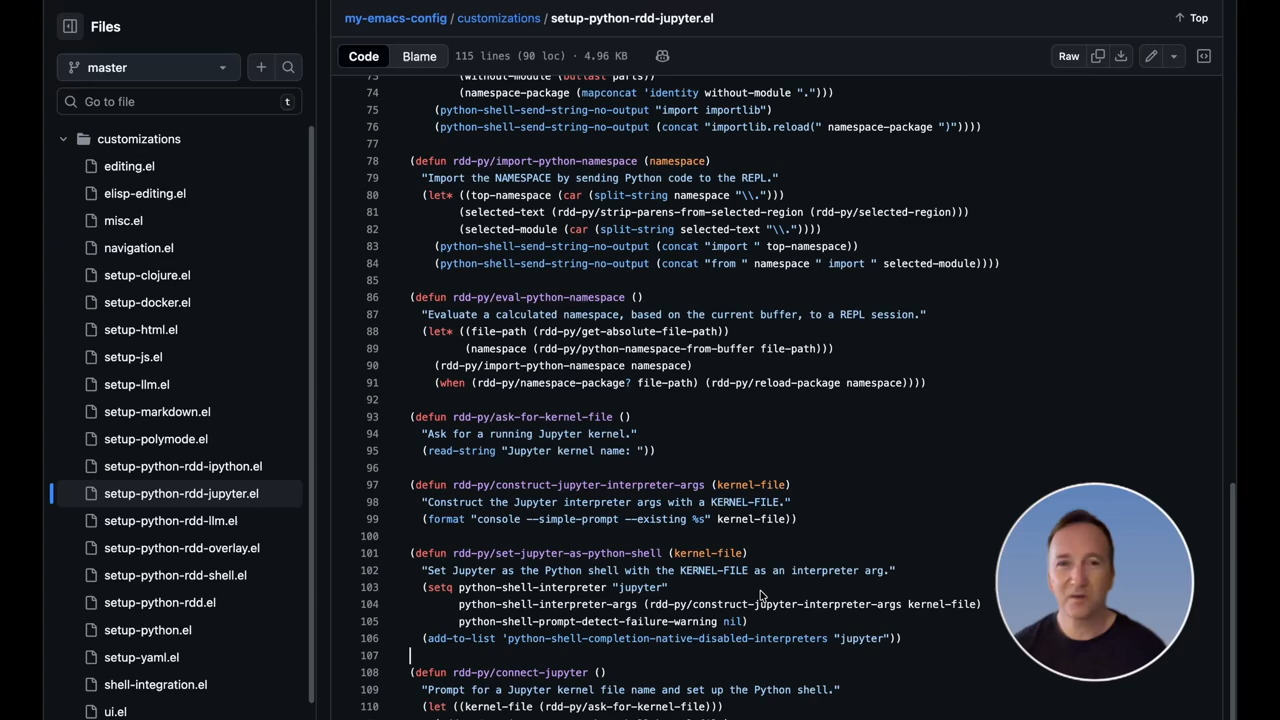 Files
master
Go to file
t
customizations
editing.el
elisp-editing.el
misc.el
navigation.el
setup-clojure.el
setup-docker.el
setup-html.el
setup-js.el
setup-llm.el
setup-markdown.el
setup-polymode.el
setup-python-rdd-ipython.el
setup-python-rdd-jupyter.el
setup-python-rdd-llm.el
setup-python-rdd-overlay.el
setup-python-rdd-shell.el
setup-python-rdd.el
setup-python.el
setup-yaml.el
shell-integration.el
ui.el
my-emacs-config / customizations / setup-python-rdd-jupyter.el
Top
Code Blame 115 lines (90 loc) · 4.96 KB
Raw
73 (without-module (butlast parts))
74 (namespace-package (mapconcat 'identity without-module ".")))
75 (python-shell-send-string-no-output "import importlib")
76 (python-shell-send-string-no-output (concat "importlib.reload(" namespace-package ")"))))
77
78 (defun rdd-py/import-python-namespace (namespace)
79 "Import the NAMESPACE by sending Python code to the REPL."
80 (let* ((top-namespace (car (split-string namespace "\\.")))
81 (selected-text (rdd-py/strip-parens-from-selected-region (rdd-py/selected-region)))
82 (selected-module (car (split-string selected-text "\\."))))
83 (python-shell-send-string-no-output (concat "import " top-namespace))
84 (python-shell-send-string-no-output (concat "from " namespace " import " selected-module))))
85
86 (defun rdd-py/eval-python-namespace ()
87 "Evaluate a calculated namespace, based on the current buffer, to a REPL session."
88 (let* ((file-path (rdd-py/get-absolute-file-path))
89 (namespace (rdd-py/python-namespace-from-buffer file-path)))
90 (rdd-py/import-python-namespace namespace)
91 (when (rdd-py/namespace-package? file-path) (rdd-py/reload-package namespace))))
92
93 (defun rdd-py/ask-for-kernel-file ()
94 "Ask for a running Jupyter kernel."
95 (read-string "Jupyter kernel name: "))
96
97 (defun rdd-py/construct-jupyter-interpreter-args (kernel-file)
98 "Construct the Jupyter interpreter args with a KERNEL-FILE."
99 (format "console --simple-prompt --existing %s" kernel-file))
100
101 (defun rdd-py/set-jupyter-as-python-shell (kernel-file)
102 "Set Jupyter as the Python shell with the KERNEL-FILE as an interpreter arg."
103 (setq python-shell-interpreter "jupyter"
104 python-shell-interpreter-args (rdd-py/construct-jupyter-interpreter-args kernel-file)
105 python-shell-prompt-detect-failure-warning nil)
106 (add-to-list 'python-shell-completion-native-disabled-interpreters "jupyter"))
107
108 (defun rdd-py/connect-jupyter ()
109 "Prompt for a Jupyter kernel file name and set up the Python shell."
110 (let ((kernel-file (rdd-py/ask-for-kernel-file)))